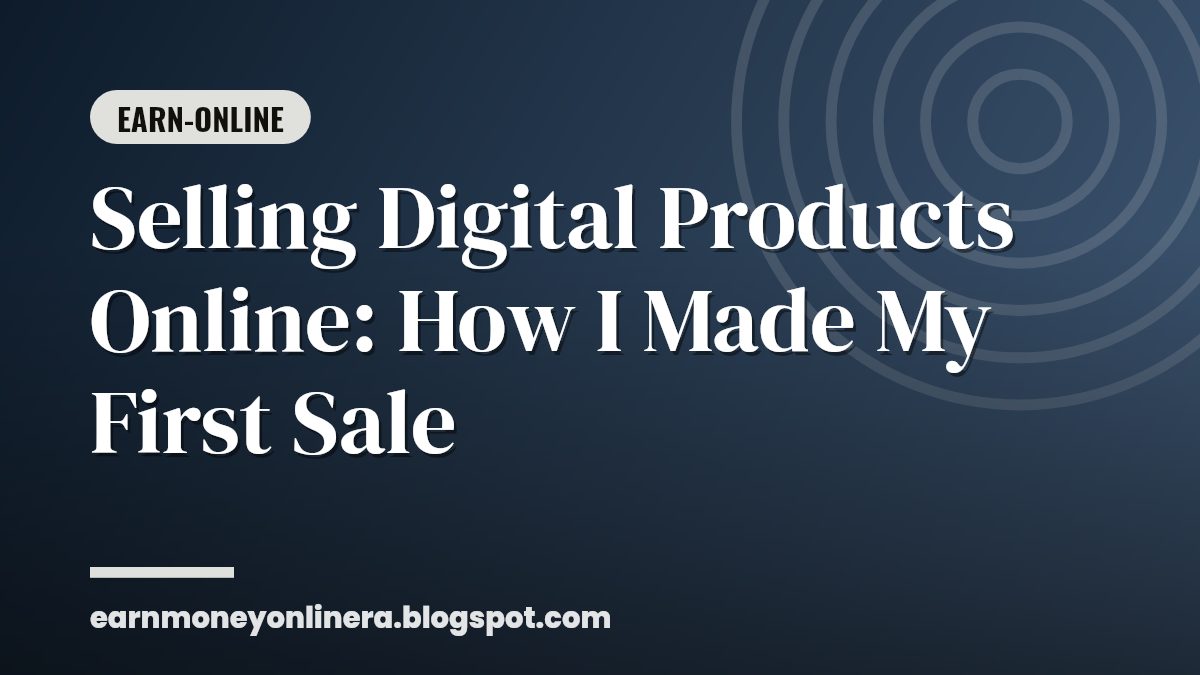 EARN-ONLINE
Selling Digital Products
Online: How I Made My
First Sale
earnmoneyonlinera.blogspot.com